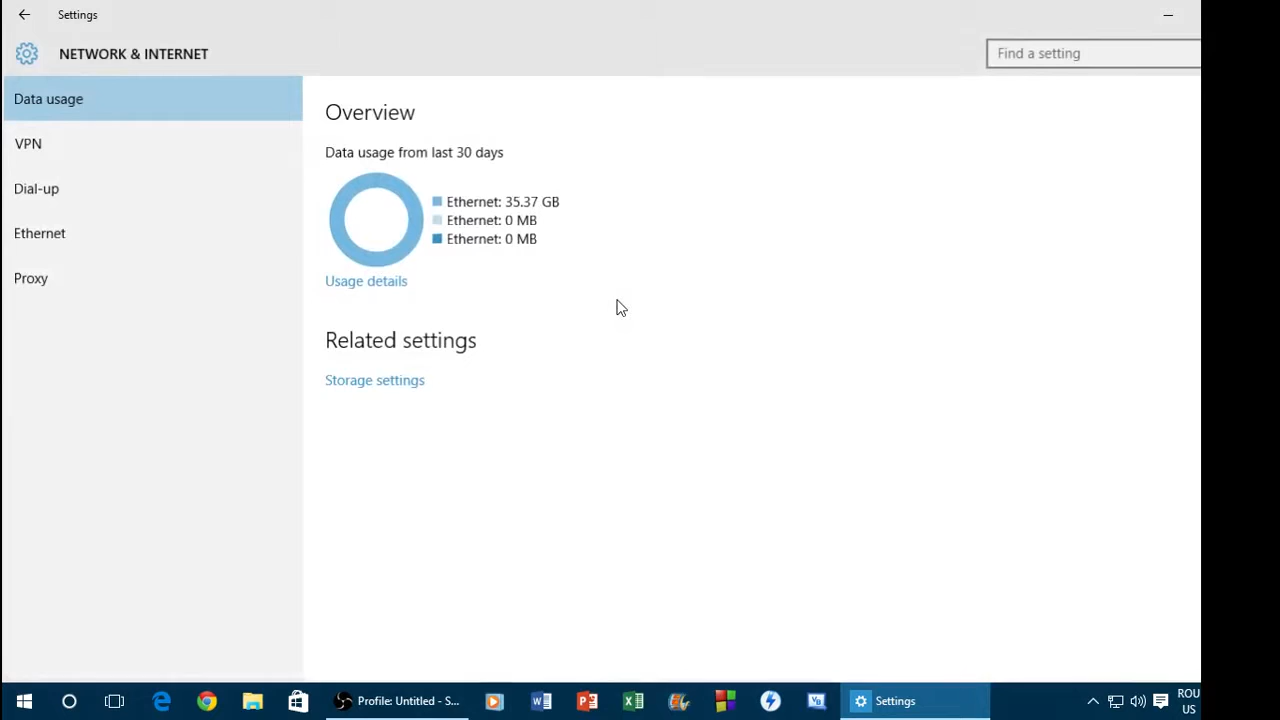 Settings
NETWORK & INTERNET
Find a setting
Data usage
VPN
Dial-up
Ethernet
Proxy
Overview
Data usage from last 30 days
Ethernet: 35.37 GB
Ethernet: 0 MB
Ethernet: 0 MB
Usage details
Related settings
Storage settings
Profile: Untitled - S...
Settings
ROU
US